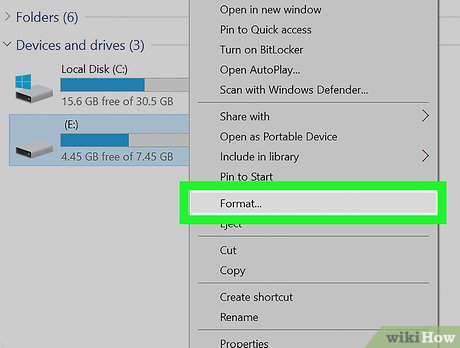 Folders (6)
Devices and drives (3)
Local Disk (C:)
15.6 GB free of 30.5 GB
(E:)
4.45 GB free of 7.45 GB
Open in new window
Pin to Quick access
Turn on BitLocker
Open AutoPlay...
Scan with Windows Defender...
Share with
Open as Portable Device
Include in library
Pin to Start
Format...
Eject
Cut
Copy
Create shortcut
Rename
Properties
wikiHow